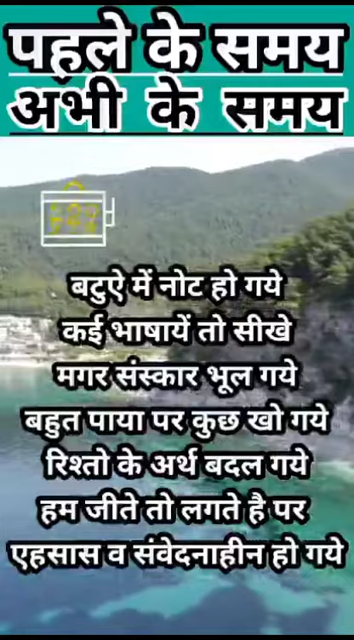 पहले के समय
अभी के समय
बटुऐ में नोट हो गये
कई भाषायें तो सीखे
मगर संस्कार भूल गये
बहुत पाया पर कुछ खो गये
रिश्तो के अर्थ बदल गये
हम जीते तो लगते है पर
एहसास व संवेदनाहीन हो गये